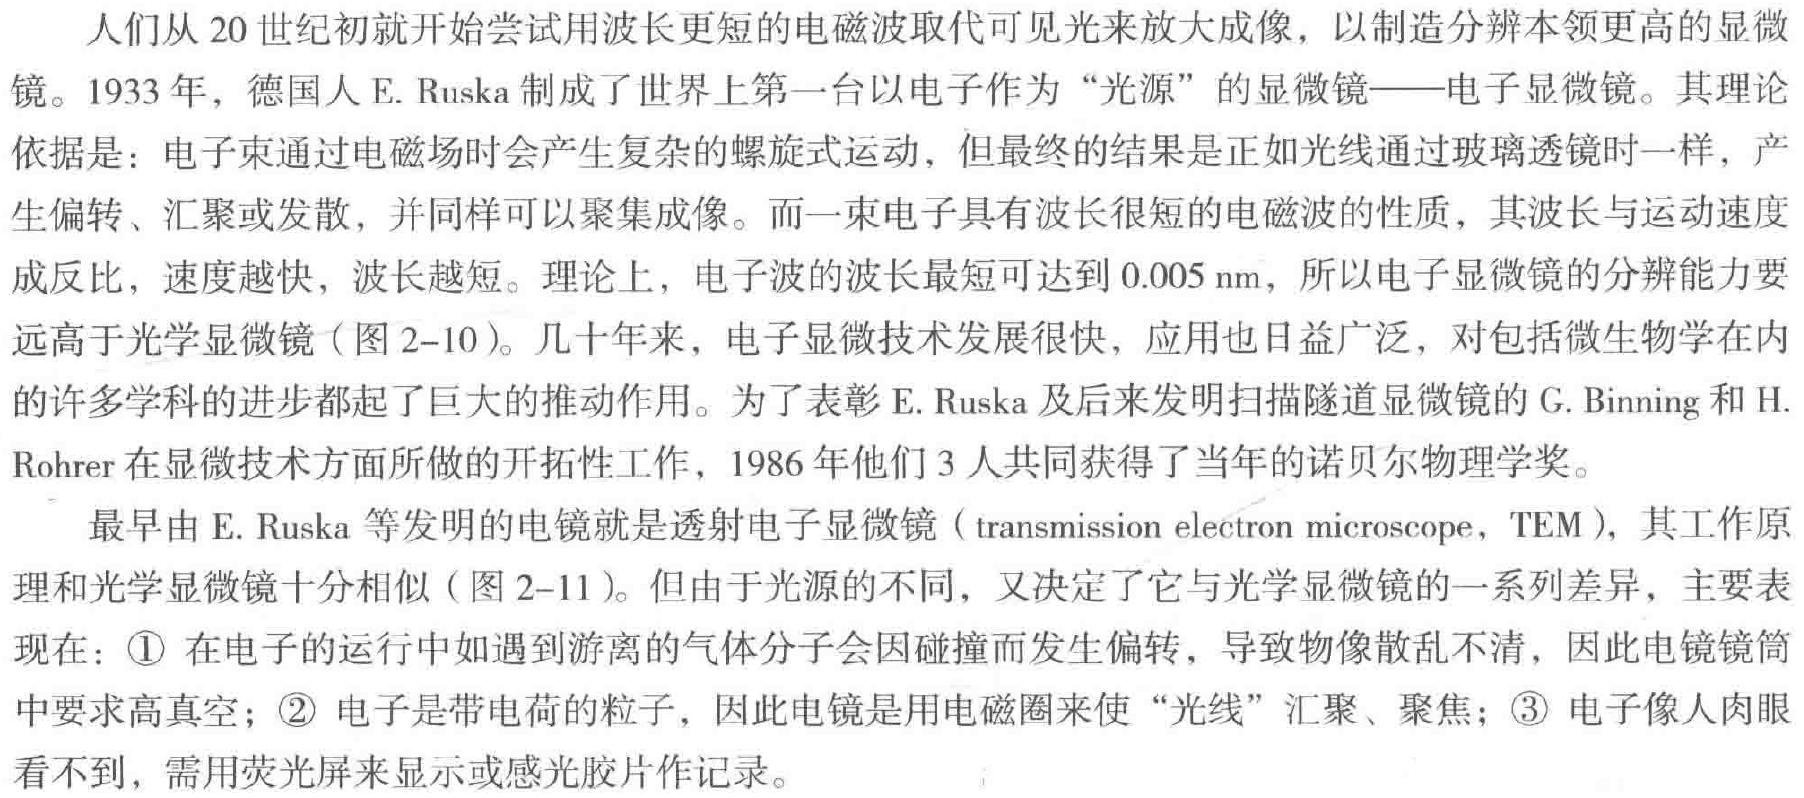 人们从 20 世纪初就开始尝试用波长更短的电磁波取代可见光来放大成像，以制造分辨本领更高的显微
镜。1933 年，德国人 E. Ruska 制成了世界上第一台以电子作为“光源”的显微镜——电子显微镜。其理论
依据是：电子束通过电磁场时会产生复杂的螺旋式运动，但最终的结果是正如光线通过玻璃透镜时一样，产
生偏转、汇聚或发散，并同样可以聚集成像。而一束电子具有波长很短的电磁波的性质，其波长与运动速度
成反比，速度越快，波长越短。理论上，电子波的波长最短可达到 0.005 nm，所以电子显微镜的分辨能力要
远高于光学显微镜（图 2–10）。几十年来，电子显微技术发展很快，应用也日益广泛，对包括微生物学在内
的许多学科的进步都起了巨大的推动作用。为了表彰 E. Ruska 及后来发明扫描隧道显微镜的 G. Binning 和 H.
Rohrer 在显微技术方面所做的开拓性工作，1986 年他们 3 人共同获得了当年的诺贝尔物理学奖。
最早由 E. Ruska 等发明的电镜就是透射电子显微镜（transmission electron microscope，TEM），其工作原
理和光学显微镜十分相似（图 2–11）。但由于光源的不同，又决定了它与光学显微镜的一系列差异，主要表
现在：① 在电子的运行中如遇到游离的气体分子会因碰撞而发生偏转，导致物像散乱不清，因此电镜镜筒
中要求高真空；② 电子是带电荷的粒子，因此电镜是用电磁圈来使“光线”汇聚、聚焦；③ 电子像人肉眼
看不到，需用荧光屏来显示或感光胶片作记录。